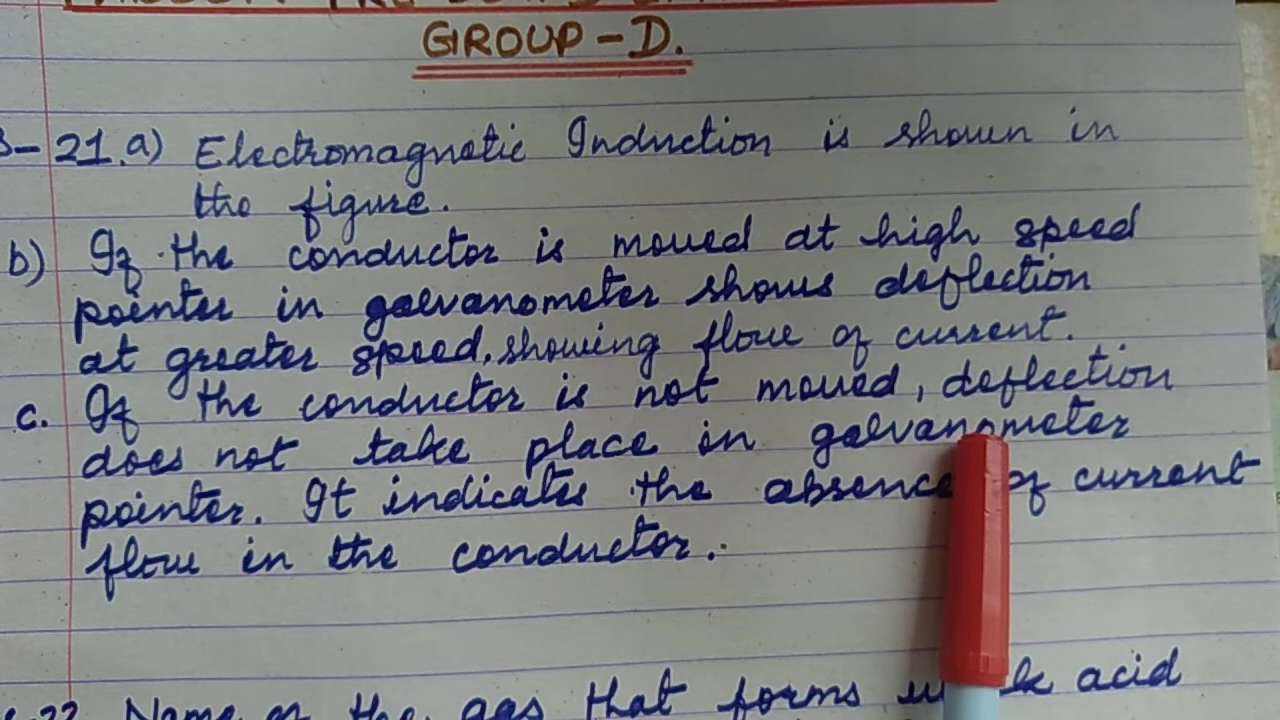 GROUP-D.
21.a) Electromagnetic Induction is shown in
the figure.
b) If the conductor is moved at high speed
pointer in galvanometer shows deflection
at greater speed, showing flow of current.
c. If the conductor is not moved, deflection
does not take place in galvanometer
pointer. It indicates the absence of current
flow in the conductor.
Name of the gas that forms acid